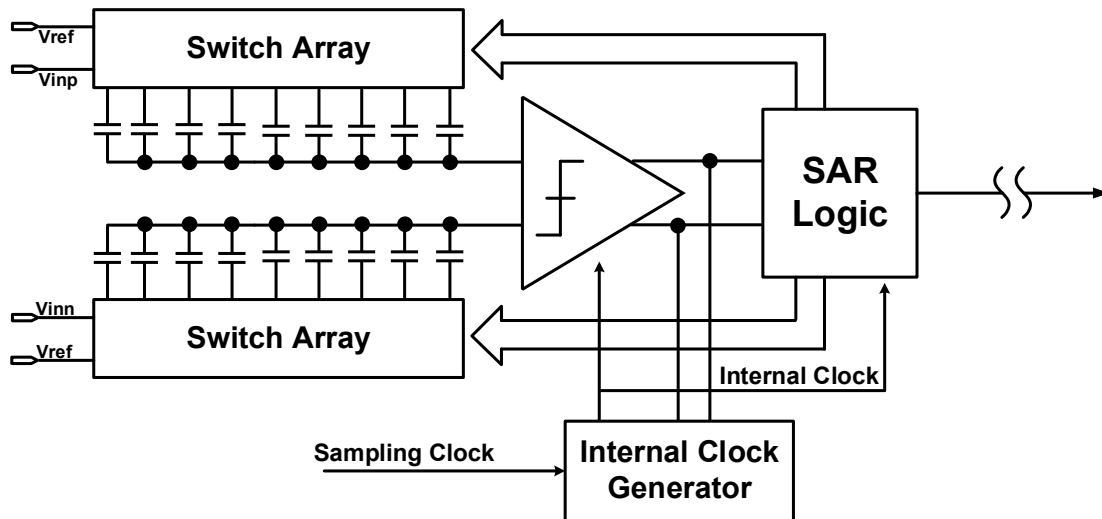 Vref
Switch Array
Vinp
SAR
Logic
Vinn
Switch Array
Vref
Internal Clock
Sampling Clock
Internal Clock
Generator